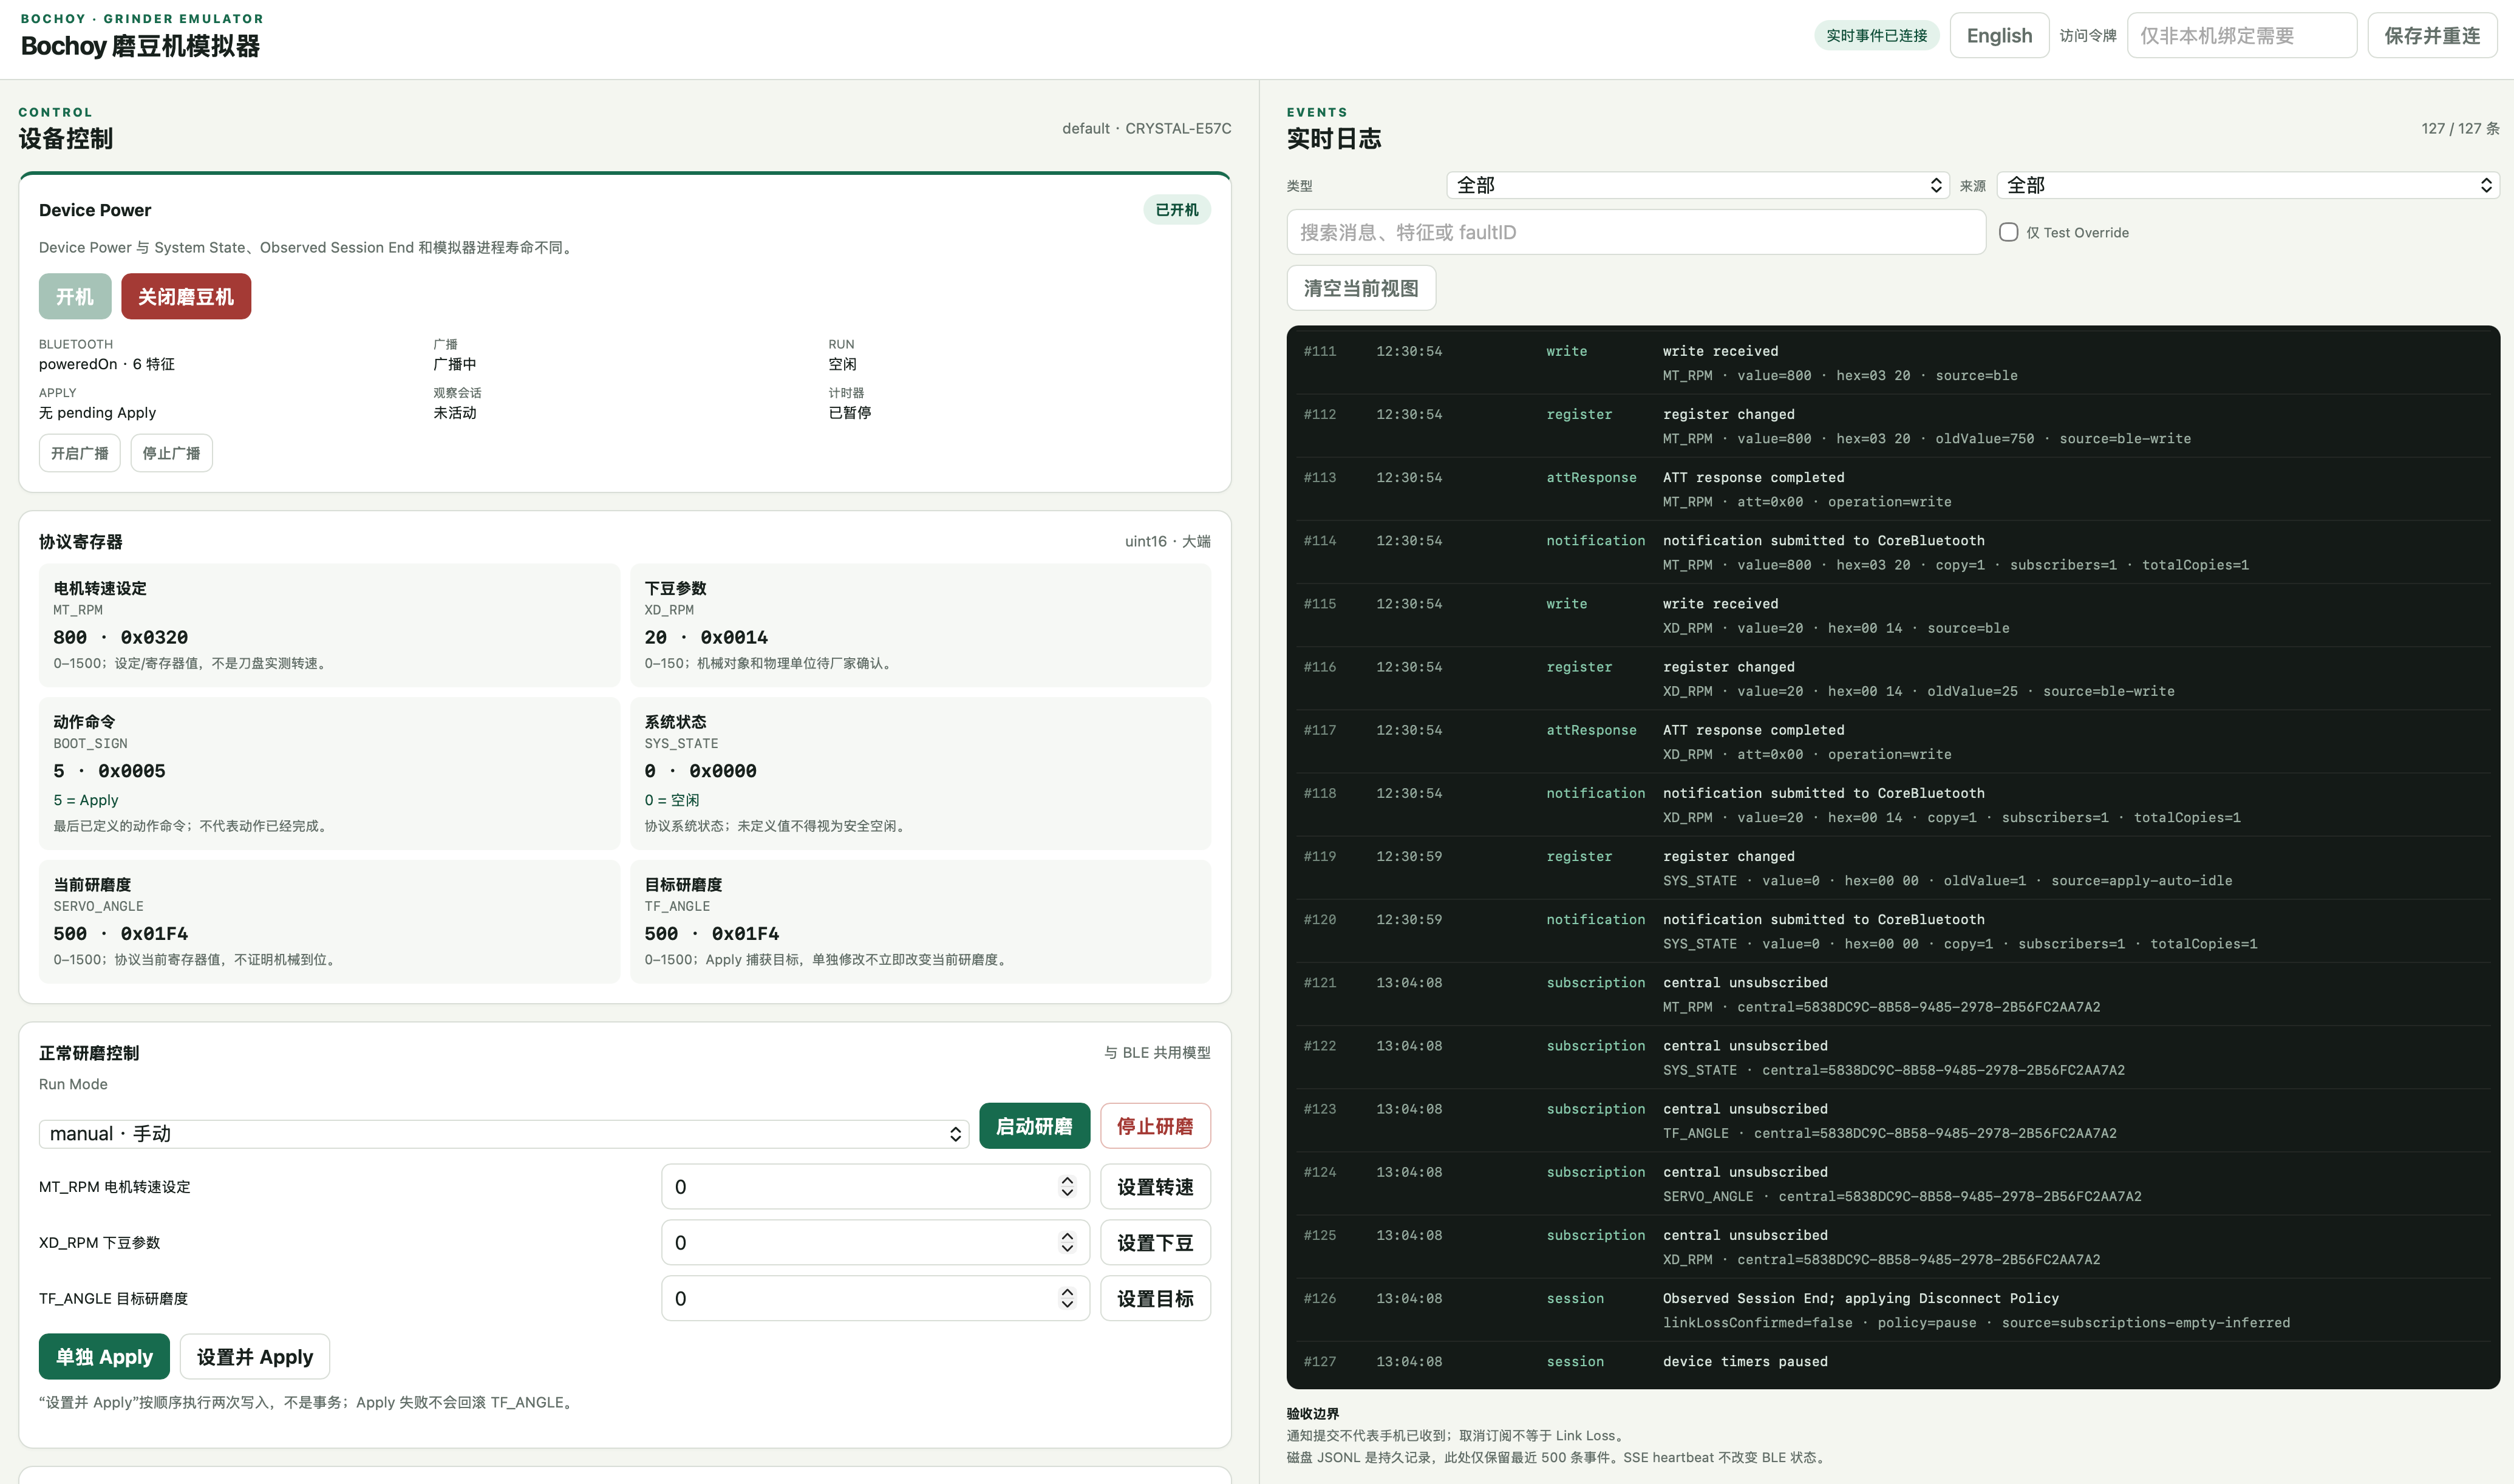 BOCHOY · GRINDER EMULATOR
Bochoy 磨豆机模拟器
实时事件已连接
English
访问令牌
仅非本机绑定需要
保存并重连
CONTROL
设备控制
default · CRYSTAL-E57C
Device Power
已开机
Device Power 与 System State、Observed Session End 和模拟器进程寿命不同。
开机
关闭磨豆机
BLUETOOTH
poweredOn · 6 特征
广播
广播中
RUN
空闲
APPLY
无 pending Apply
观察会话
未活动
计时器
已暂停
开启广播
停止广播
协议寄存器
uint16 · 大端
电机转速设定
MT_RPM
800 · 0x0320
0–1500；设定/寄存器值，不是刀盘实测转速。
下豆参数
XD_RPM
20 · 0x0014
0–150；机械对象和物理单位待厂家确认。
动作命令
BOOT_SIGN
5 · 0x0005
5 = Apply
最后已定义的动作命令；不代表动作已经完成。
系统状态
SYS_STATE
0 · 0x0000
0 = 空闲
协议系统状态；未定义值不得视为安全空闲。
当前研磨度
SERVO_ANGLE
500 · 0x01F4
0–1500；协议当前寄存器值，不证明机械到位。
目标研磨度
TF_ANGLE
500 · 0x01F4
0–1500；Apply 捕获目标，单独修改不立即改变当前研磨度。
正常研磨控制
与 BLE 共用模型
Run Mode
manual · 手动
启动研磨
停止研磨
MT_RPM 电机转速设定
0
设置转速
XD_RPM 下豆参数
0
设置下豆
TF_ANGLE 目标研磨度
0
设置目标
单独 Apply
设置并 Apply
“设置并 Apply”按顺序执行两次写入，不是事务；Apply 失败不会回滚 TF_ANGLE。
EVENTS
实时日志
127 / 127 条
类型
全部
来源
全部
搜索消息、特征或 faultID
仅 Test Override
清空当前视图
#111 12:30:54 write write received
MT_RPM · value=800 · hex=03 20 · source=ble
#112 12:30:54 register register changed
MT_RPM · value=800 · hex=03 20 · oldValue=750 · source=ble-write
#113 12:30:54 attResponse ATT response completed
MT_RPM · att=0x00 · operation=write
#114 12:30:54 notification notification submitted to CoreBluetooth
MT_RPM · value=800 · hex=03 20 · copy=1 · subscribers=1 · totalCopies=1
#115 12:30:54 write write received
XD_RPM · value=20 · hex=00 14 · source=ble
#116 12:30:54 register register changed
XD_RPM · value=20 · hex=00 14 · oldValue=25 · source=ble-write
#117 12:30:54 attResponse ATT response completed
XD_RPM · att=0x00 · operation=write
#118 12:30:54 notification notification submitted to CoreBluetooth
XD_RPM · value=20 · hex=00 14 · copy=1 · subscribers=1 · totalCopies=1
#119 12:30:59 register register changed
SYS_STATE · value=0 · hex=00 00 · oldValue=1 · source=apply-auto-idle
#120 12:30:59 notification notification submitted to CoreBluetooth
SYS_STATE · value=0 · hex=00 00 · copy=1 · subscribers=1 · totalCopies=1
#121 13:04:08 subscription central unsubscribed
MT_RPM · central=5838DC9C-8B58-9485-2978-2B56FC2AA7A2
#122 13:04:08 subscription central unsubscribed
SYS_STATE · central=5838DC9C-8B58-9485-2978-2B56FC2AA7A2
#123 13:04:08 subscription central unsubscribed
TF_ANGLE · central=5838DC9C-8B58-9485-2978-2B56FC2AA7A2
#124 13:04:08 subscription central unsubscribed
SERVO_ANGLE · central=5838DC9C-8B58-9485-2978-2B56FC2AA7A2
#125 13:04:08 subscription central unsubscribed
XD_RPM · central=5838DC9C-8B58-9485-2978-2B56FC2AA7A2
#126 13:04:08 session Observed Session End; applying Disconnect Policy
linkLossConfirmed=false · policy=pause · source=subscriptions-empty-inferred
#127 13:04:08 session device timers paused
验收边界
通知提交不代表手机已收到；取消订阅不等于 Link Loss。
磁盘 JSONL 是持久记录，此处仅保留最近 500 条事件。SSE heartbeat 不改变 BLE 状态。